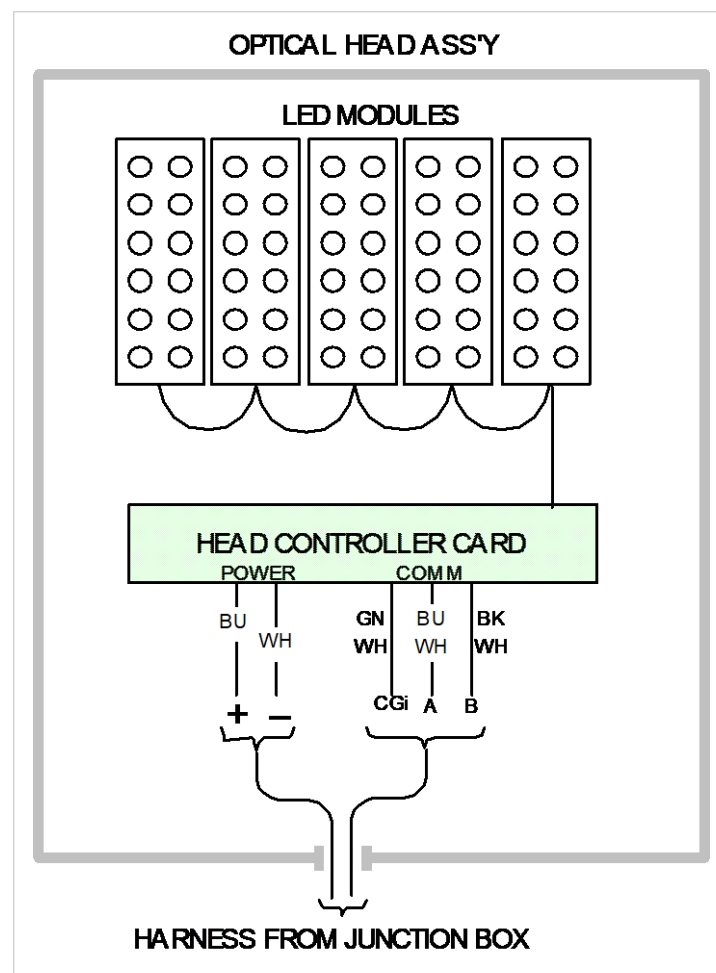 OPTICAL HEAD ASS'Y
LED MODULES
HEAD CONTROLLER CARD
POWER COMM
BU WH GN WH BU WH BK WH
+ – CGi A B
HARNESS FROM JUNCTION BOX